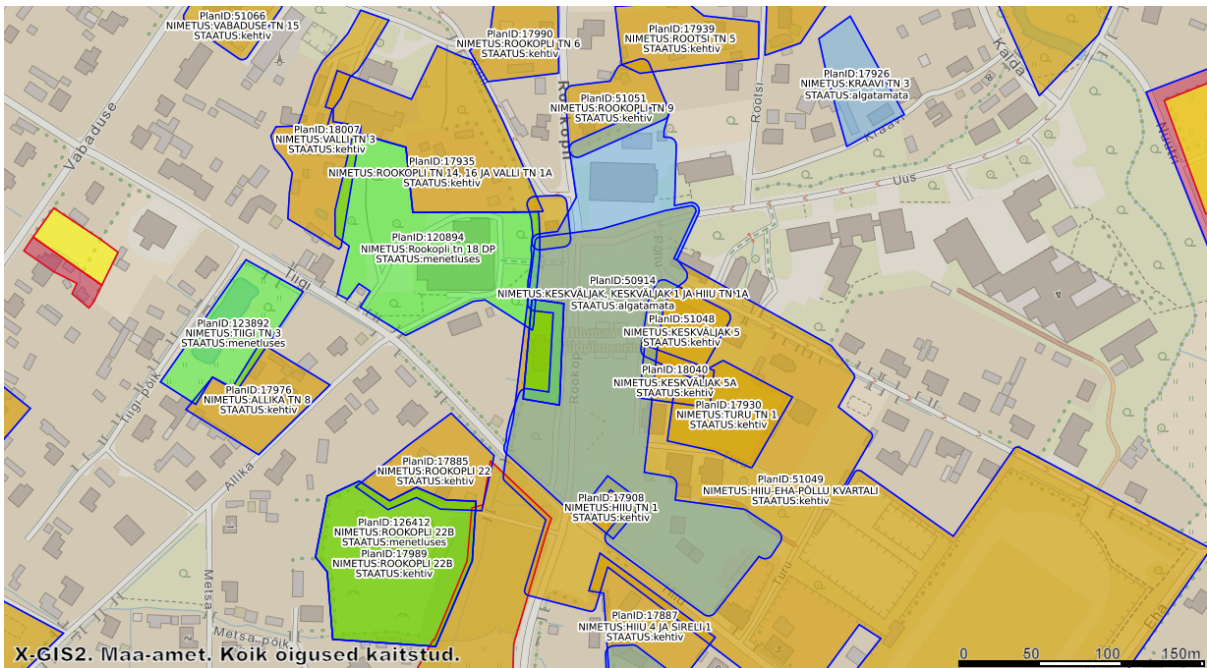 PlanID:51066
NIMETUS:VABADUSE TN 15
STAATUS:kehtiv
PlanID:17990
NIMETUS:ROOKOPLI TN 6
STAATUS:kehtiv
PlanID:17939
NIMETUS:ROOTSI TN 5
STAATUS:kehtiv
Kalda
PlanID:17926
NIMETUS:KRAAVI TN 3
STAATUS:algatamata
Kraavi
Rootsi
Nuutri
Vabaduse
Rookopli
PlanID:51051
NIMETUS:ROOKOPLI TN 9
STAATUS:kehtiv
PlanID:18007
NIMETUS:VALLI TN 3
STAATUS:kehtiv
PlanID:17935
NIMETUS:ROOKOPLI TN 14, 16 JA VALLI TN 1A
STAATUS:kehtiv
Uus
PlanID:120894
NIMETUS:Rookopli tn 18 DP
STAATUS:menetluses
Põllu
Tiigi
PlanID:50914
NIMETUS:KESKVÄLJAK, KESKVÄLJAK 1 JA HIIU TN 1A
STAATUS:algatamata
PlanID:51048
NIMETUS:KESKVÄLJAK 5
STAATUS:kehtiv
PlanID:123892
NIMETUS:TIIGI TN 3
STAATUS:menetluses
Rookopli
PlanID:18040
NIMETUS:KESKVÄLJAK 5A
STAATUS:kehtiv
PlanID:17976
NIMETUS:ALLIKA TN 8
STAATUS:kehtiv
Tiigi-põik
PlanID:17930
NIMETUS:TURU TN 1
STAATUS:kehtiv
Allika
PlanID:17885
NIMETUS:ROOKOPLI 22
STAATUS:kehtiv
PlanID:51049
NIMETUS:HIIU-EHA-PÕLLU KVARTALI
STAATUS:kehtiv
PlanID:17908
NIMETUS:HIIU TN 1
STAATUS:kehtiv
PlanID:126412
NIMETUS:ROOKOPLI 22B
STAATUS:menetluses
PlanID:17989
NIMETUS:ROOKOPLI 22B
STAATUS:kehtiv
Turu
Metsa
Eha
PlanID:17887
NIMETUS:HIIU 4 JA SIRELI 1
STAATUS:kehtiv
Metsa-põik
X-GIS2. Maa-amet. Koik oigused kaitstud.
0 50 100 150m